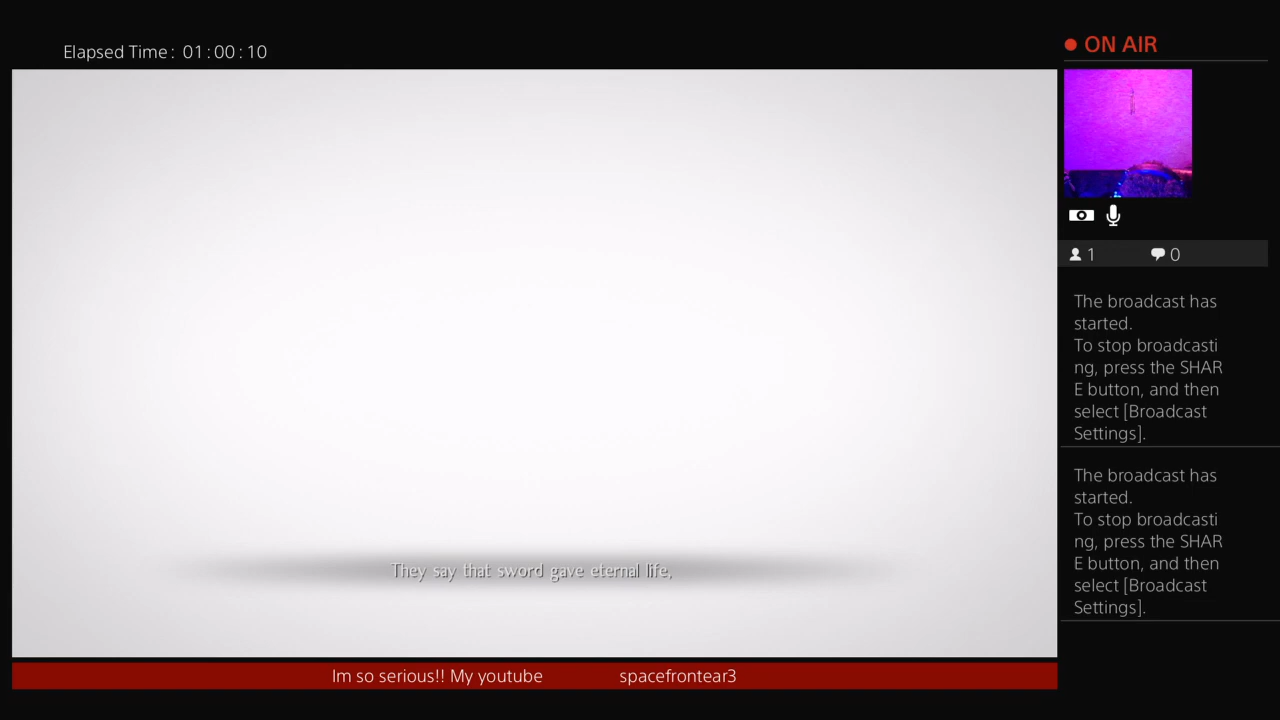 Elapsed Time: 01:00:10
ON AIR
1 0
The broadcast has
started.
To stop broadcasti
ng, press the SHAR
E button, and then
select [Broadcast
Settings].
The broadcast has
started.
To stop broadcasti
ng, press the SHAR
E button, and then
select [Broadcast
Settings].
They say that sword gave eternal life,
Im so serious!! My youtube spacefrontear3